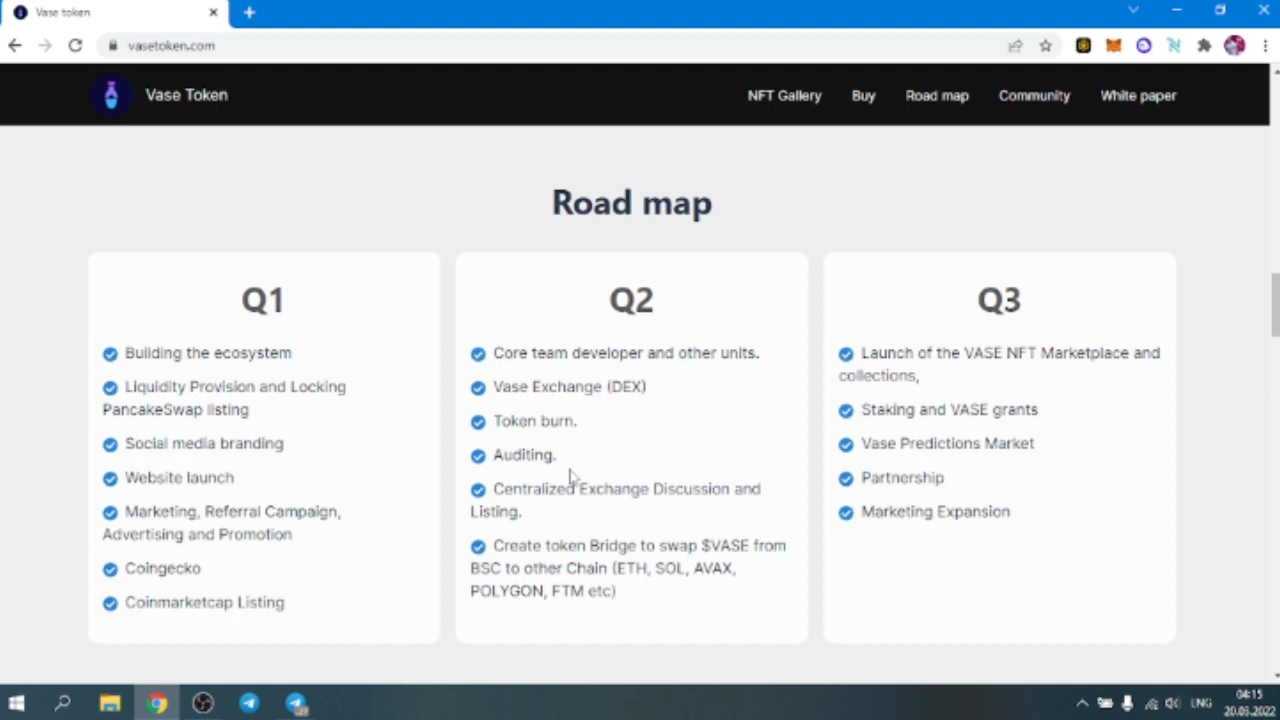 Vase token
vasetoken.com
Vase Token
NFT Gallery
Buy
Road map
Community
White paper
Road map
Q1
Building the ecosystem
Liquidity Provision and Locking
PancakeSwap listing
Social media branding
Website launch
Marketing, Referral Campaign,
Advertising and Promotion
Coingecko
Coinmarketcap Listing
Q2
Core team developer and other units.
Vase Exchange (DEX)
Token burn.
Auditing.
Centralized Exchange Discussion and
Listing.
Create token Bridge to swap $VASE from
BSC to other Chain (ETH, SOL, AVAX,
POLYGON, FTM etc)
Q3
Launch of the VASE NFT Marketplace and
collections,
Staking and VASE grants
Vase Predictions Market
Partnership
Marketing Expansion
ENG
04:15